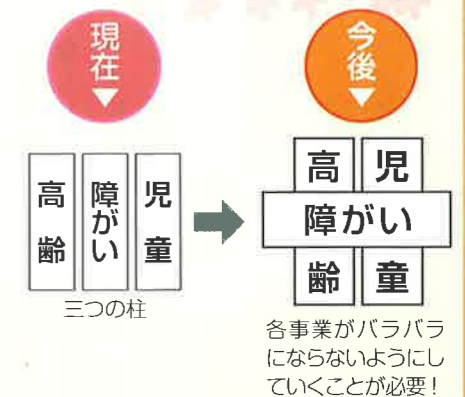 現在▼
高齢
障がい
児童
三つの柱
今後▼
高齢
児童
障がい
各事業がバラバラ
にならないようにし
ていくことが必要！